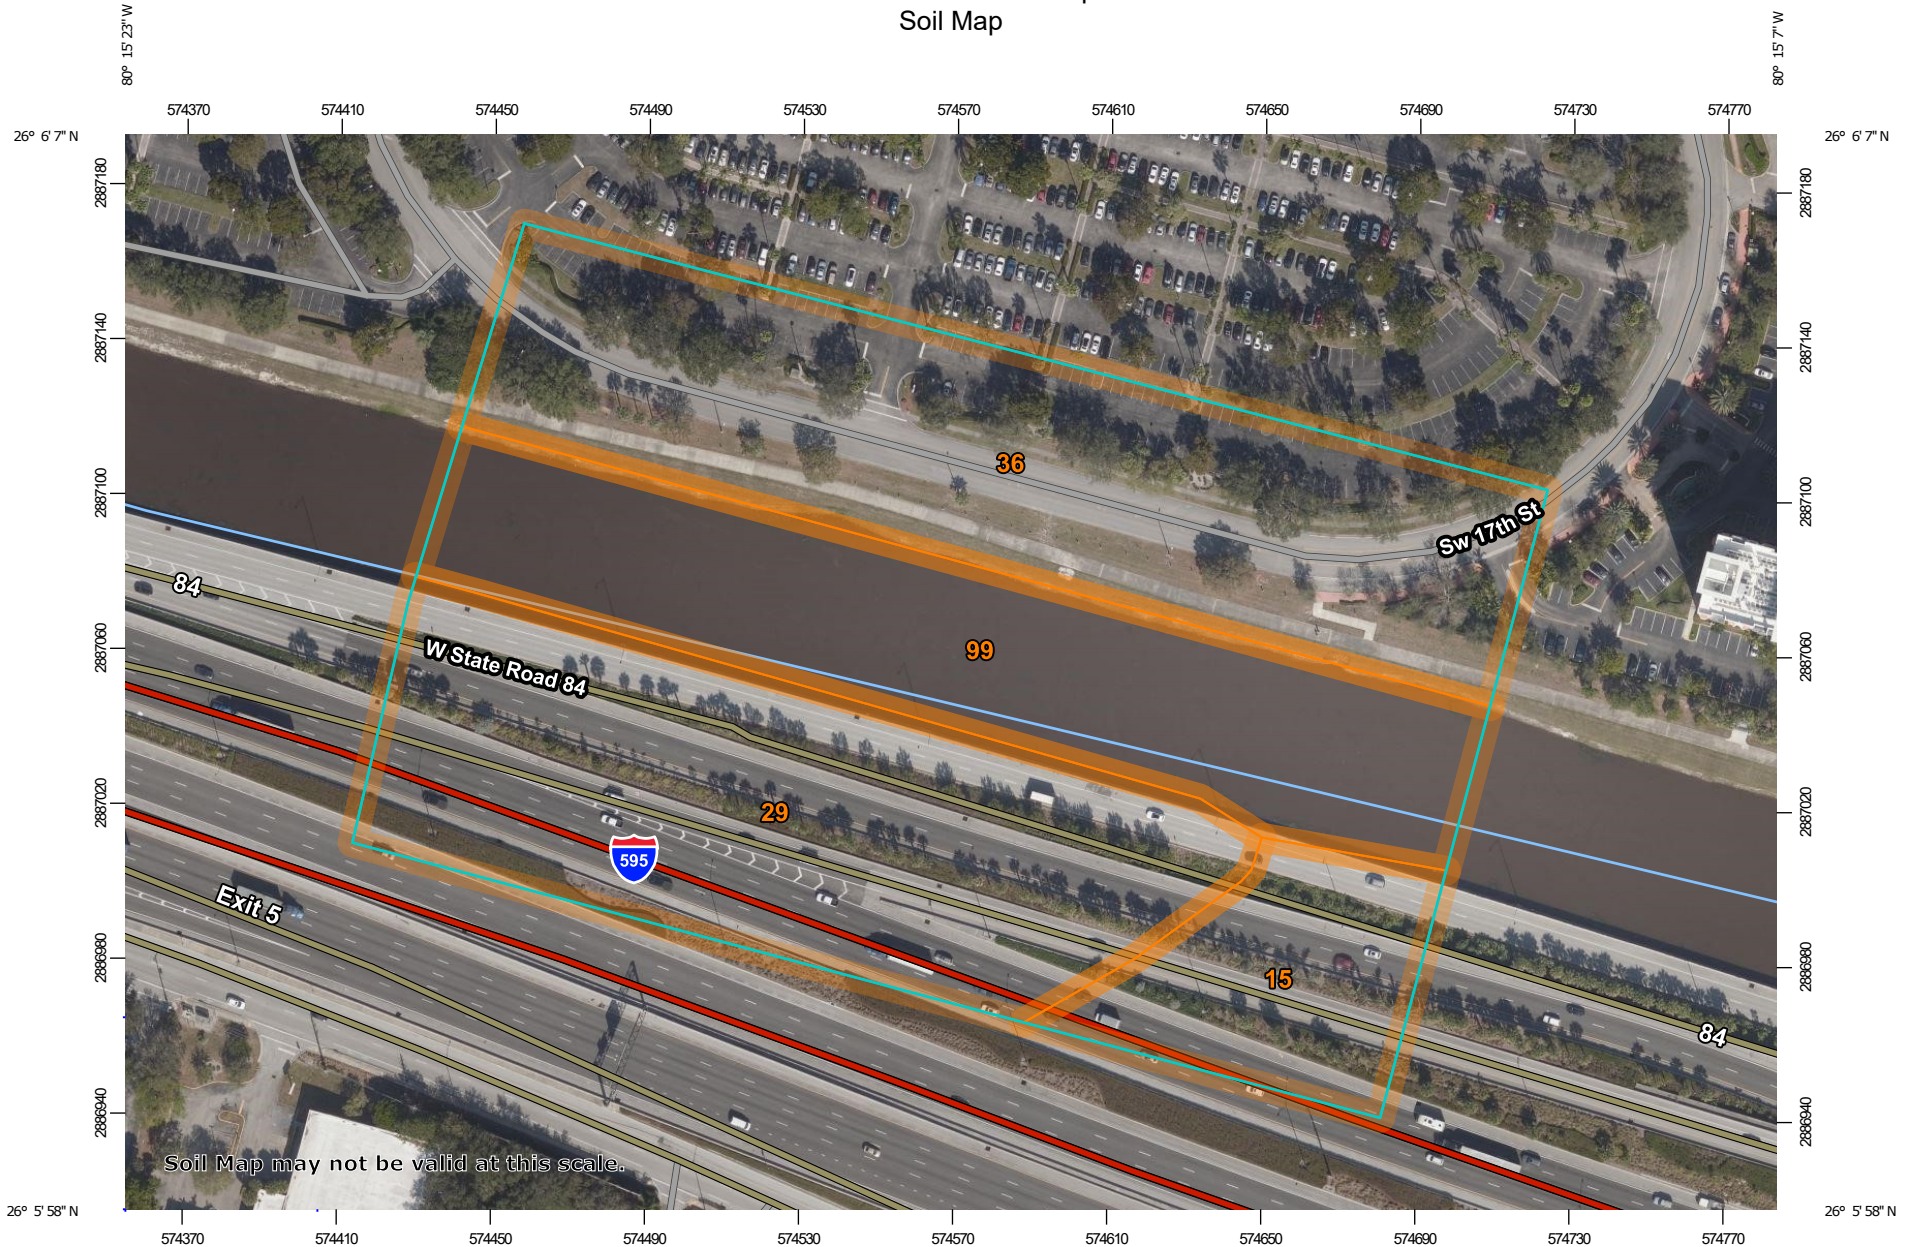 Soil Map
80° 15' 23" W
80° 15' 7" W
574370 574410 574450 574490 574530 574570 574610 574650 574690 574730 574770
26° 6' 7" N
26° 6' 7" N
2887180
2887180
2887140
2887140
36
2887100
2887100
Sw 17th St
84
2887060
2887060
99
W State Road 84
2887020
2887020
29
595
Exit 5
2886980
2886980
15
84
2886940
2886940
Soil Map may not be valid at this scale.
26° 5' 58" N
26° 5' 58" N
574370 574410 574450 574490 574530 574570 574610 574650 574690 574730 574770